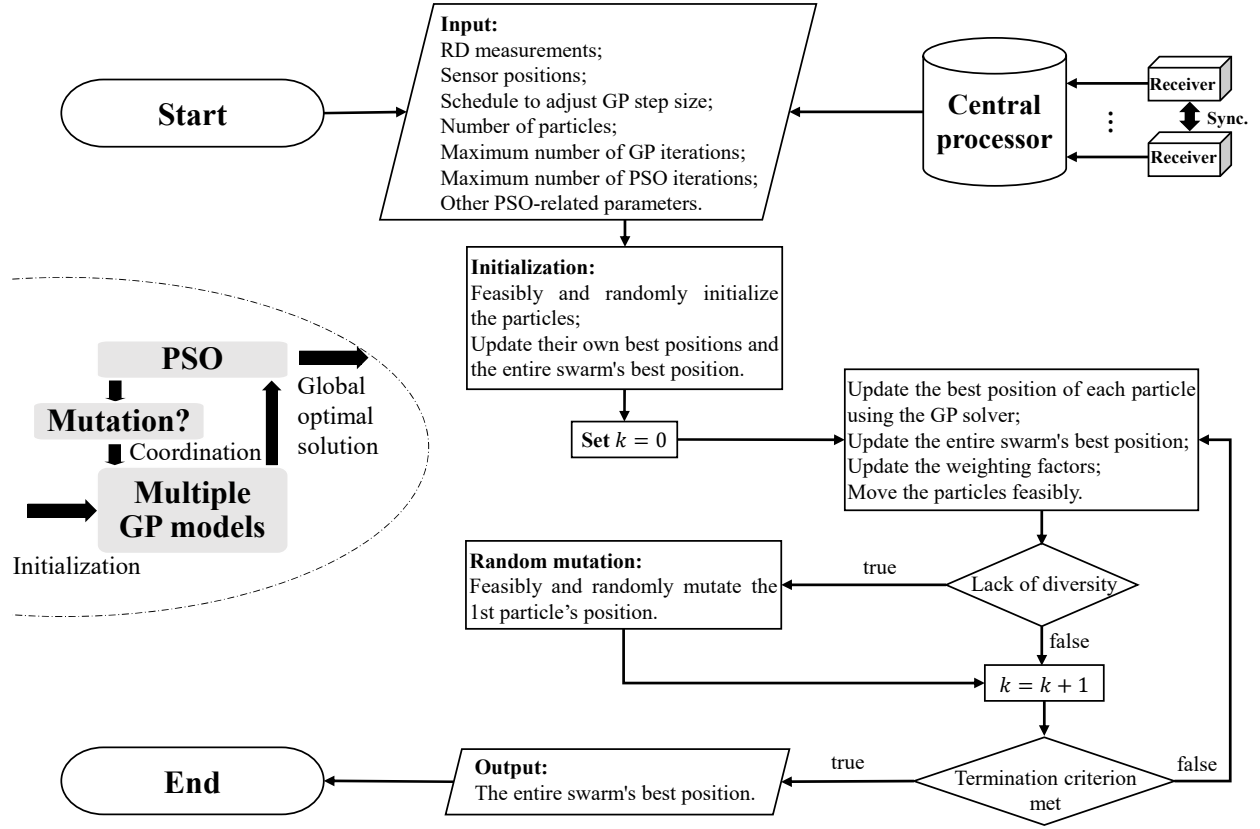 Start
Input:
RD measurements;
Sensor positions;
Schedule to adjust GP step size;
Number of particles;
Maximum number of GP iterations;
Maximum number of PSO iterations;
Other PSO-related parameters.
Central
processor
Receiver
Sync.
⋮
Receiver
Initialization:
Feasibly and randomly initialize
the particles;
Update their own best positions and
the entire swarm's best position.
Set k = 0
PSO
Mutation?
Coordination
Multiple
GP models
Initialization
Global
optimal
solution
Update the best position of each particle
using the GP solver;
Update the entire swarm's best position;
Update the weighting factors;
Move the particles feasibly.
Lack of diversity
true
false
Random mutation:
Feasibly and randomly mutate the
1st particle’s position.
k = k + 1
Termination criterion
met
true
false
Output:
The entire swarm's best position.
End